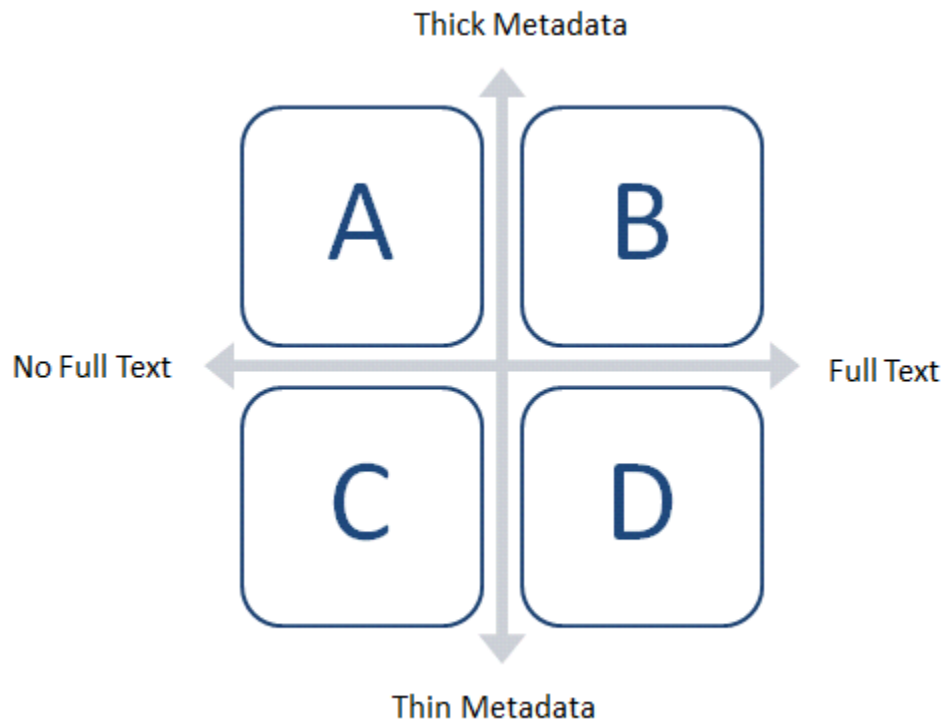 Thick Metadata
A
B
No Full Text
Full Text
C
D
Thin Metadata